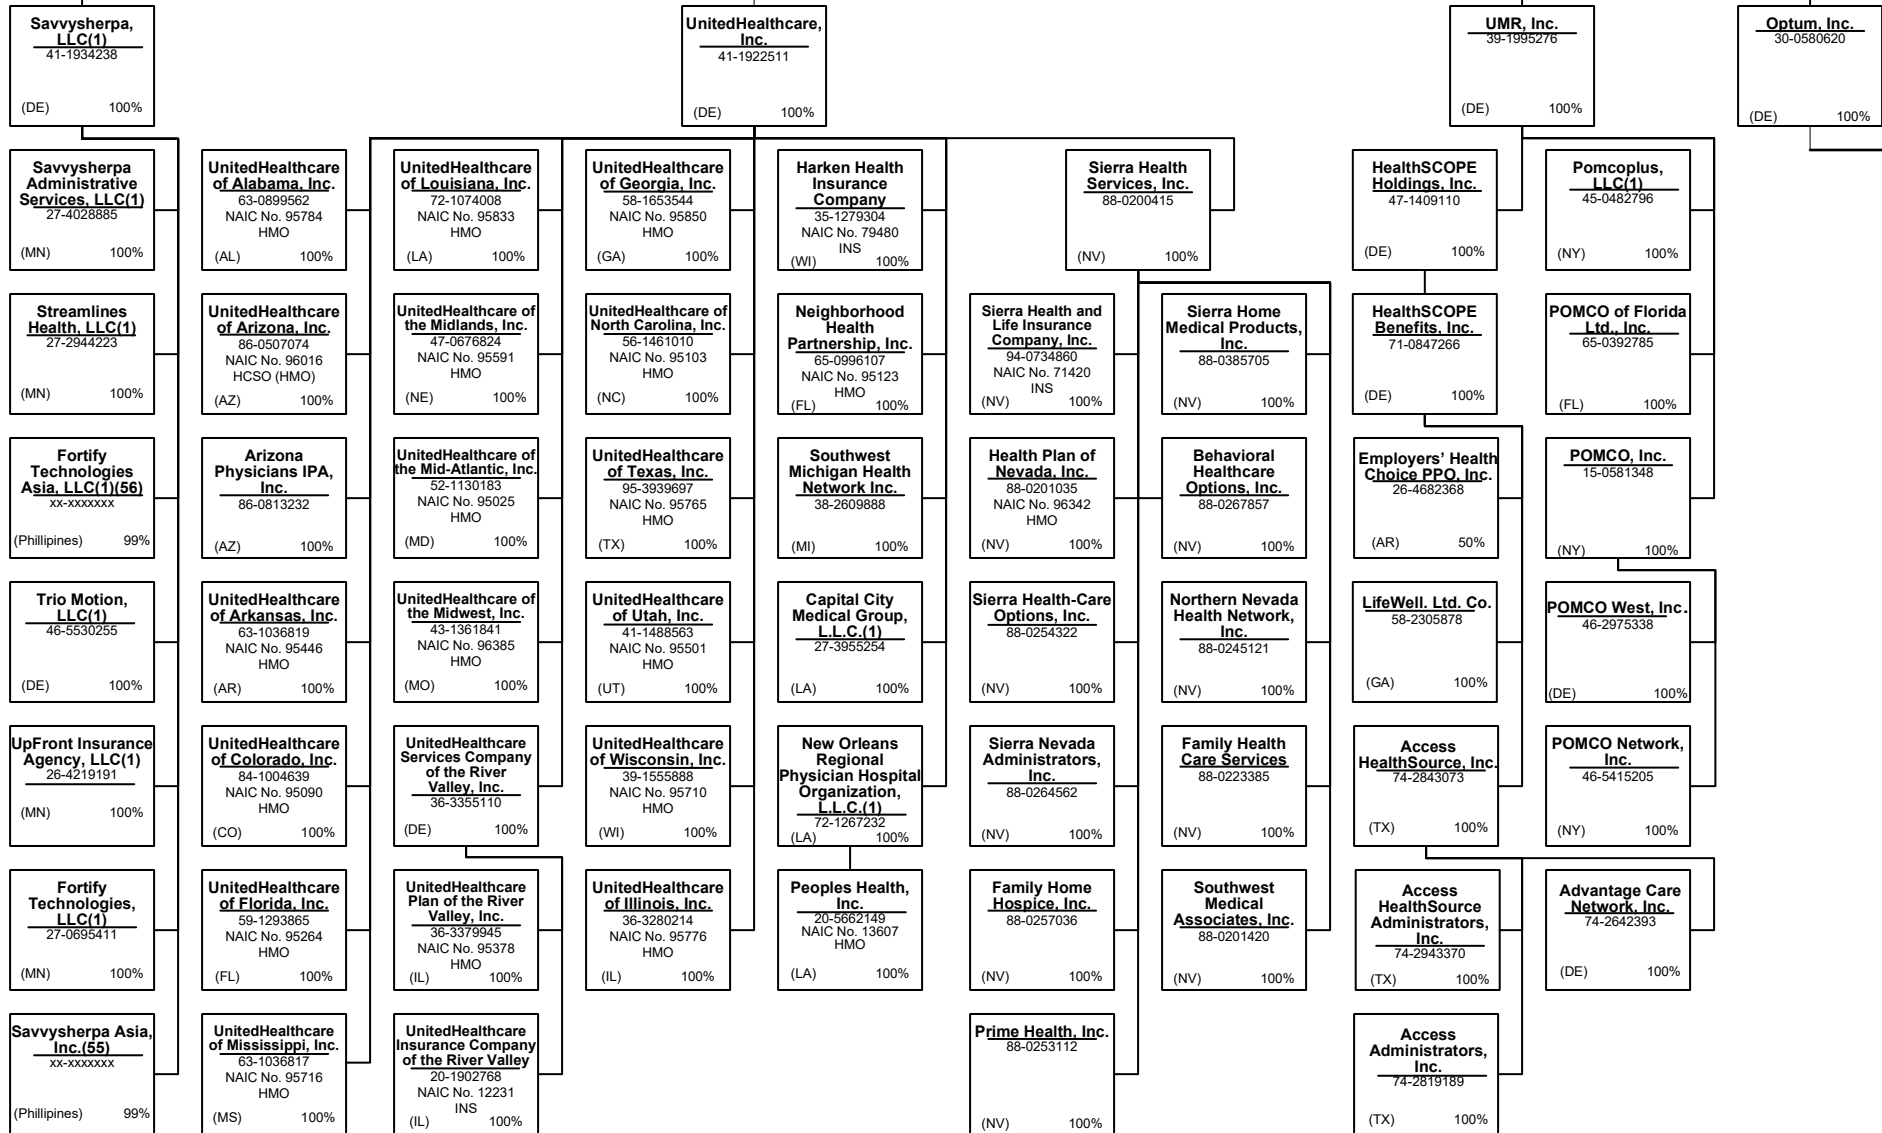 Savvysherpa,
LLC(1)
41-1934238
(DE) 100%
UnitedHealthcare,
Inc.
41-1922511
(DE) 100%
UMR, Inc.
39-1995276
(DE) 100%
Optum, Inc.
30-0580620
(DE) 100%
Savvysherpa
Administrative
Services, LLC(1)
27-4028885
(MN) 100%
UnitedHealthcare
of Alabama, Inc.
63-0899562
NAIC No. 95784
HMO
(AL) 100%
UnitedHealthcare
of Louisiana, Inc.
72-1074008
NAIC No. 95833
HMO
(LA) 100%
UnitedHealthcare
of Georgia, Inc.
58-1653544
NAIC No. 95850
HMO
(GA) 100%
Harken Health
Insurance
Company
35-1279304
NAIC No. 79480
INS
(WI) 100%
Sierra Health
Services, Inc.
88-0200415
(NV) 100%
HealthSCOPE
Holdings, Inc.
47-1409110
(DE) 100%
Pomcoplus,
LLC(1)
45-0482796
(NY) 100%
Streamlines
Health, LLC(1)
27-2944223
(MN) 100%
UnitedHealthcare
of Arizona, Inc.
86-0507074
NAIC No. 96016
HCSO (HMO)
(AZ) 100%
UnitedHealthcare of
the Midlands, Inc.
47-0676824
NAIC No. 95591
HMO
(NE) 100%
UnitedHealthcare of
North Carolina, Inc.
56-1461010
NAIC No. 95103
HMO
(NC) 100%
Neighborhood
Health
Partnership, Inc.
65-0996107
NAIC No. 95123
HMO
(FL) 100%
Sierra Health and
Life Insurance
Company, Inc.
94-0734860
NAIC No. 71420
INS
(NV) 100%
Sierra Home
Medical Products,
Inc.
88-0385705
(NV) 100%
HealthSCOPE
Benefits, Inc.
71-0847266
(DE) 100%
POMCO of Florida
Ltd., Inc.
65-0392785
(FL) 100%
Fortify
Technologies
Asia, LLC(1)(56)
xx-xxxxxxx
(Phillipines) 99%
Arizona
Physicians IPA,
Inc.
86-0813232
(AZ) 100%
UnitedHealthcare of
the Mid-Atlantic, Inc.
52-1130183
NAIC No. 95025
HMO
(MD) 100%
UnitedHealthcare
of Texas, Inc.
95-3939697
NAIC No. 95765
HMO
(TX) 100%
Southwest
Michigan Health
Network Inc.
38-2609888
(MI) 100%
Health Plan of
Nevada, Inc.
88-0201035
NAIC No. 96342
HMO
(NV) 100%
Behavioral
Healthcare
Options, Inc.
88-0267857
(NV) 100%
Employers’ Health
Choice PPO, Inc.
26-4682368
(AR) 50%
POMCO, Inc.
15-0581348
(NY) 100%
Trio Motion,
LLC(1)
46-5530255
(DE) 100%
UnitedHealthcare
of Arkansas, Inc.
63-1036819
NAIC No. 95446
HMO
(AR) 100%
UnitedHealthcare of
the Midwest, Inc.
43-1361841
NAIC No. 96385
HMO
(MO) 100%
UnitedHealthcare
of Utah, Inc.
41-1488563
NAIC No. 95501
HMO
(UT) 100%
Capital City
Medical Group,
L.L.C.(1)
27-3955254
(LA) 100%
Sierra Health-Care
Options, Inc.
88-0254322
(NV) 100%
Northern Nevada
Health Network,
Inc.
88-0245121
(NV) 100%
LifeWell. Ltd. Co.
58-2305878
(GA) 100%
POMCO West, Inc.
46-2975338
(DE) 100%
UpFront Insurance
Agency, LLC(1)
26-4219191
(MN) 100%
UnitedHealthcare
of Colorado, Inc.
84-1004639
NAIC No. 95090
HMO
(CO) 100%
UnitedHealthcare
Services Company
of the River
Valley, Inc.
36-3355110
(DE) 100%
UnitedHealthcare
of Wisconsin, Inc.
39-1555888
NAIC No. 95710
HMO
(WI) 100%
New Orleans
Regional
Physician Hospital
Organization,
L.L.C.(1)
72-1267232
(LA) 100%
Sierra Nevada
Administrators,
Inc.
88-0264562
(NV) 100%
Family Health
Care Services
88-0223385
(NV) 100%
Access
HealthSource, Inc.
74-2843073
(TX) 100%
POMCO Network,
Inc.
46-5415205
(NY) 100%
Fortify
Technologies,
LLC(1)
27-0695411
(MN) 100%
UnitedHealthcare
of Florida, Inc.
59-1293865
NAIC No. 95264
HMO
(FL) 100%
UnitedHealthcare
Plan of the River
Valley, Inc.
36-3379945
NAIC No. 95378
HMO
(IL) 100%
UnitedHealthcare
of Illinois, Inc.
36-3280214
NAIC No. 95776
HMO
(IL) 100%
Peoples Health,
Inc.
20-5662149
NAIC No. 13607
HMO
(LA) 100%
Family Home
Hospice, Inc.
88-0257036
(NV) 100%
Southwest
Medical
Associates, Inc.
88-0201420
(NV) 100%
Access
HealthSource
Administrators,
Inc.
74-2943370
(TX) 100%
Advantage Care
Network, Inc.
74-2642393
(DE) 100%
Savvysherpa Asia,
Inc.(55)
xx-xxxxxxx
(Phillipines) 99%
UnitedHealthcare
of Mississippi, Inc.
63-1036817
NAIC No. 95716
HMO
(MS) 100%
UnitedHealthcare
Insurance Company
of the River Valley
20-1902768
NAIC No. 12231
INS
(IL) 100%
Prime Health, Inc.
88-0253112
(NV) 100%
Access
Administrators,
Inc.
74-2819189
(TX) 100%